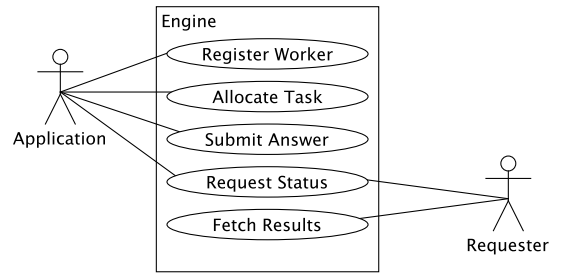 Engine
Register Worker
Allocate Task
Application
Submit Answer
Request Status
Fetch Results
Requester